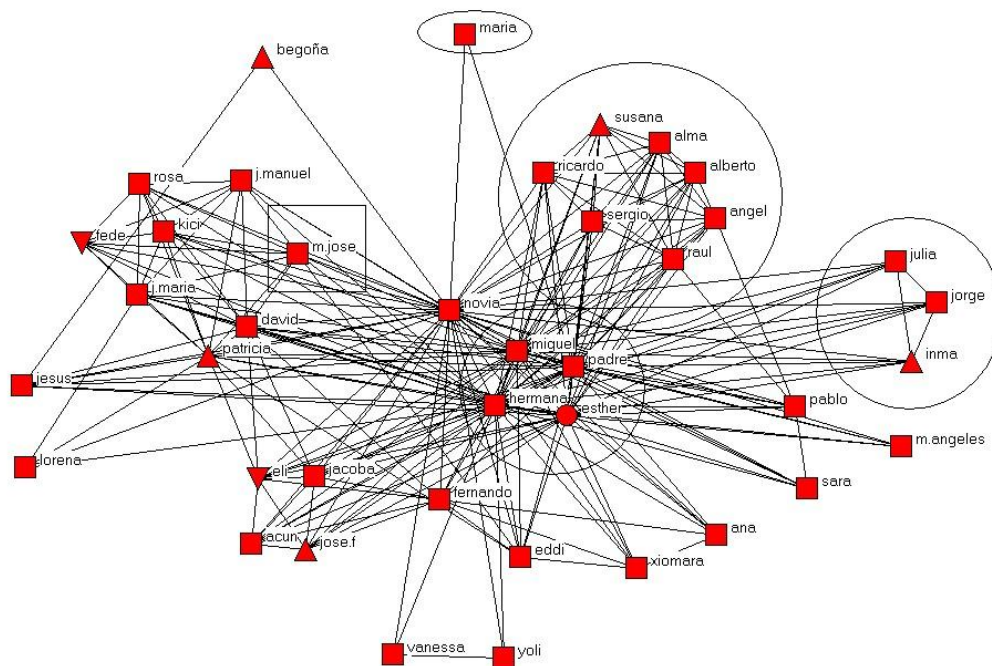 maria
begoña
susana
alma
ricardo
alberto
rosa
j.manuel
sergio
angel
kici
fede
m.jose
raul
julia
j.maria
novia
jorge
david
patricia
miquel
padre
inma
jesus
hermana
esther
pablo
m.angeles
lorena
eli
jacoba
fernando
sara
jacun
jose.f
eddi
xiomara
ana
vanessa
yoli